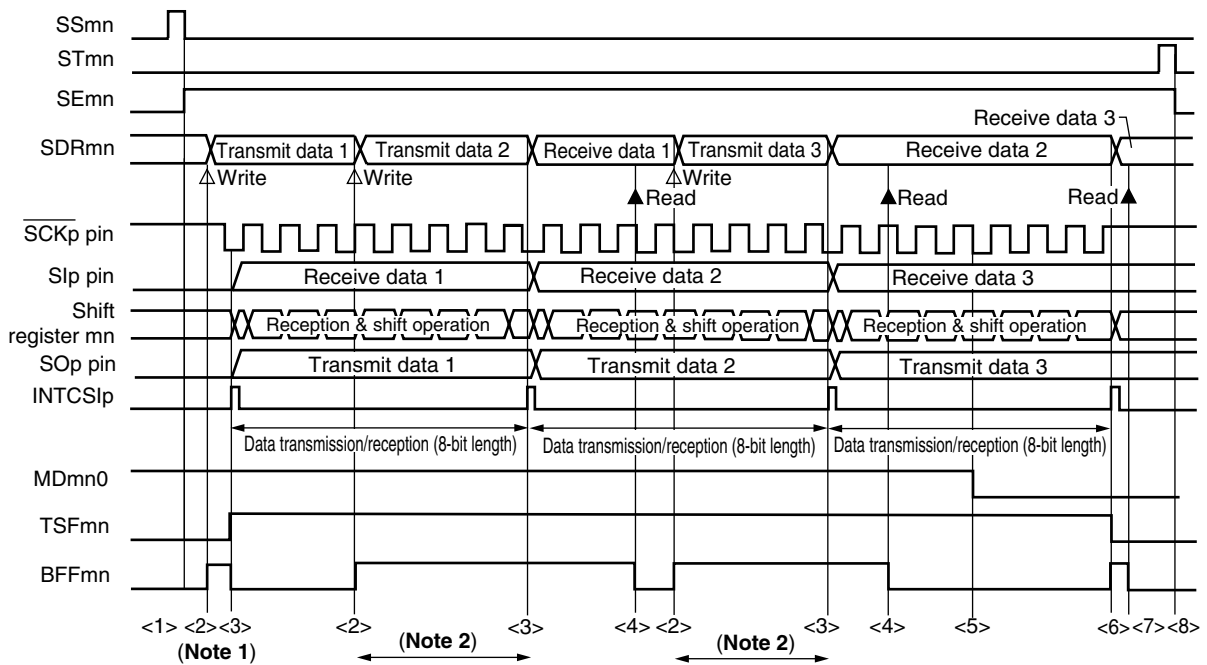 SSmn
STmn
SEmn
Receive data 3
SDRmn
Transmit data 1 Transmit data 2 Receive data 1 Transmit data 3 Receive data 2
Write Write Write
Read Read Read
SCKp pin
SIp pin
Receive data 1 Receive data 2 Receive data 3
Shift
register mn
Reception & shift operation Reception & shift operation Reception & shift operation
SOp pin
Transmit data 1 Transmit data 2 Transmit data 3
INTCSIp
Data transmission/reception (8-bit length) Data transmission/reception (8-bit length) Data transmission/reception (8-bit length)
MDmn0
TSFmn
BFFmn
<1> <2> <3> <2> <3> <4> <2> <3> <4> <5> <6> <7> <8>
(Note 1) (Note 2) (Note 2)